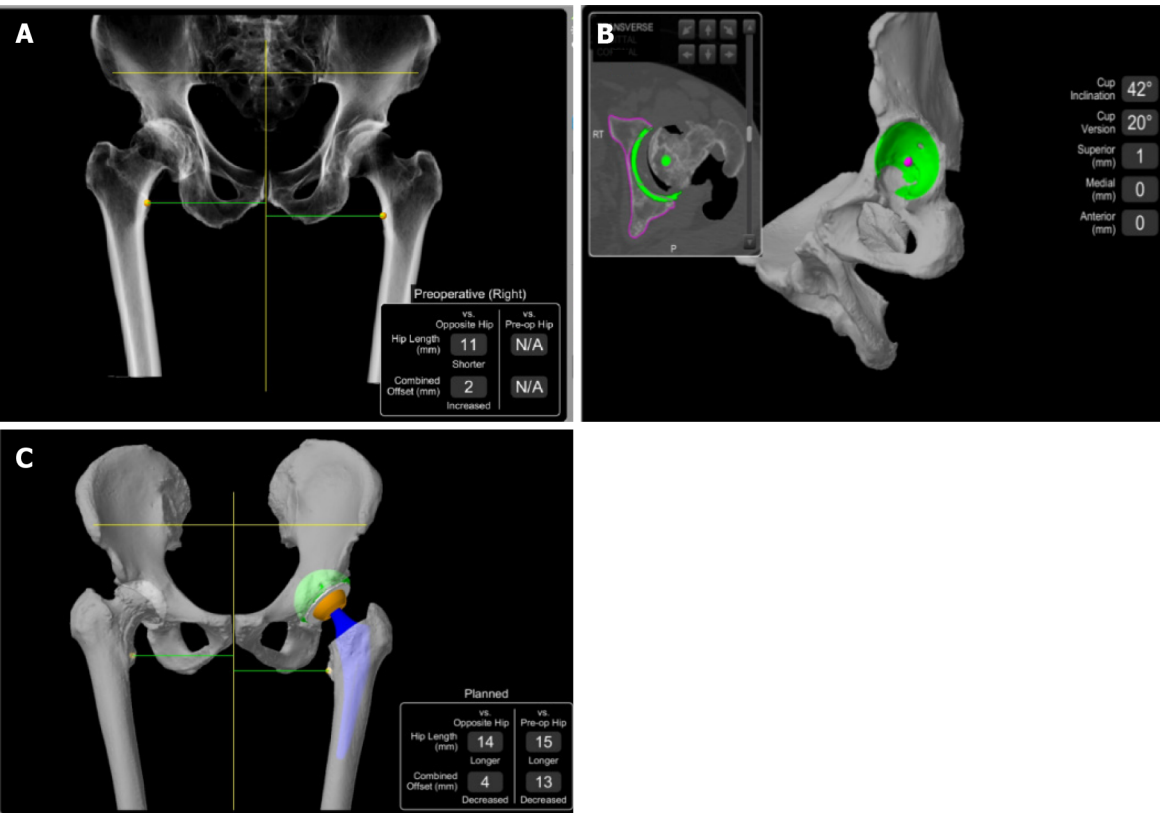 A
Preoperative (Right)
vs.
Opposite Hip
vs.
Pre-op Hip
Hip Length
(mm)
11
N/A
Shorter
Combined
Offset (mm)
2
N/A
Increased
B
NSVERSE
RT
P
Cup
Inclination
42°
Cup
Version
20°
Superior
(mm)
1
Medial
(mm)
0
Anterior
(mm)
0
C
Planned
vs.
Opposite Hip
vs.
Pre-op Hip
Hip Length
(mm)
14
15
Longer
Longer
Combined
Offset (mm)
4
13
Decreased
Decreased